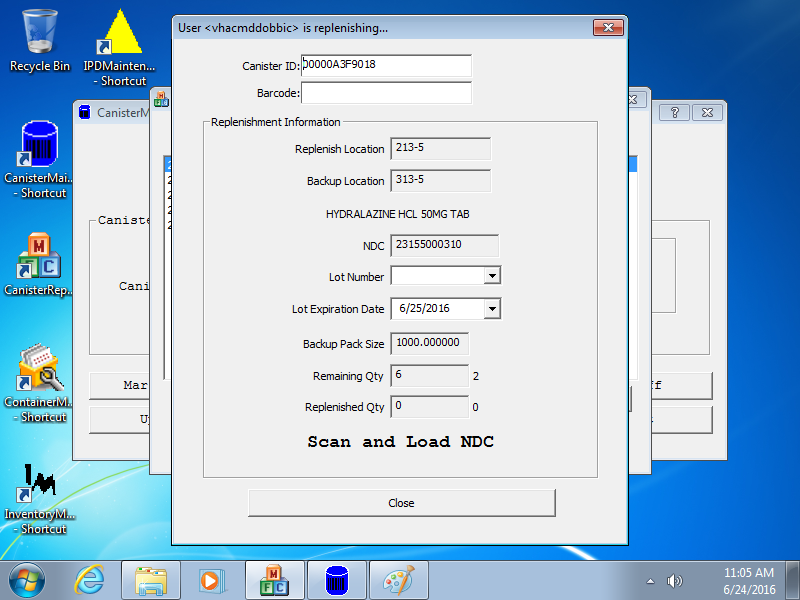 User <vhacmddobbic> is replenishing...
Recycle Bin
IPDMainten...
- Shortcut
Canister ID: 00000A3F9018
Barcode:
CanisterM
?
Replenishment Information
Replenish Location 213-5
Backup Location 313-5
CanisterMai...
- Shortcut
HYDRALAZINE HCL 50MG TAB
Caniste
NDC 23155000310
Lot Number
CanisterRep...
Cani
Lot Expiration Date 6/25/2016
Backup Pack Size 1000.000000
Remaining Qty 6 2
Mar
ff
ContainerM...
- Shortcut
Replenished Qty 0 0
Scan and Load NDC
Close
InventoryM...
- Shortcut
11:05 AM
6/24/2016